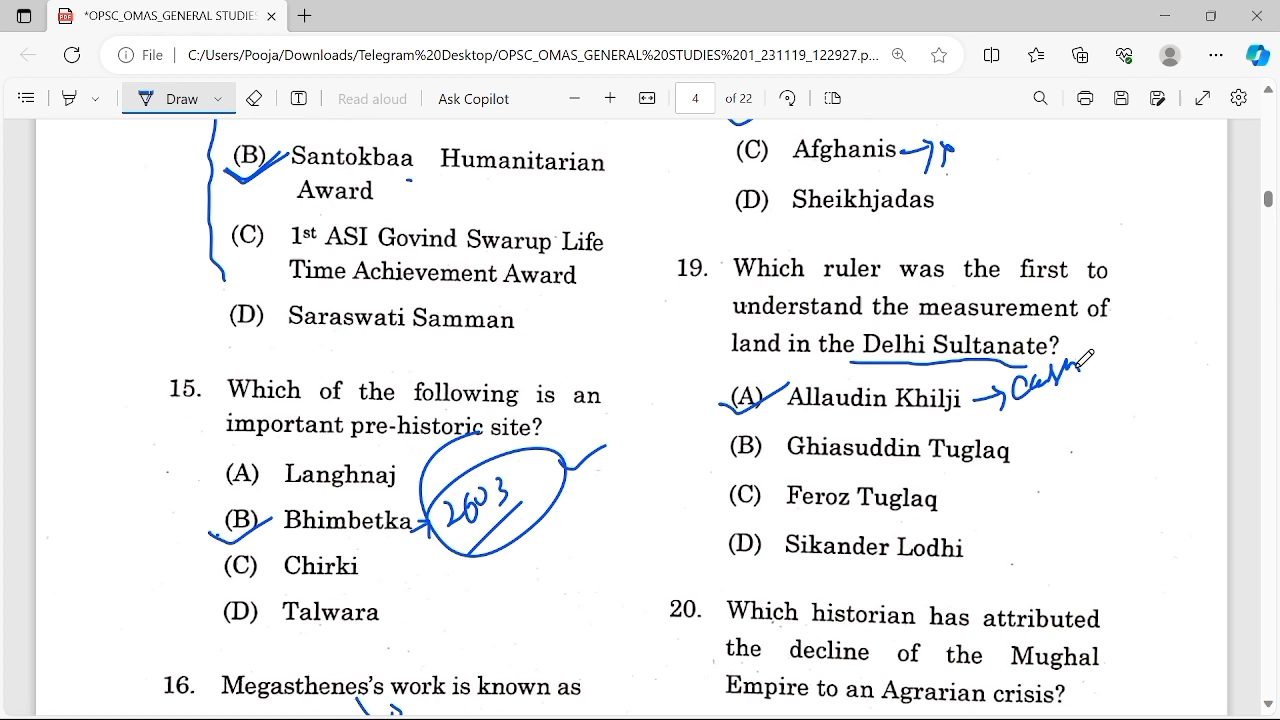 *OPSC_OMAS_GENERAL STUDIES
File
C:/Users/Pooja/Downloads/Telegram%20Desktop/OPSC_OMAS_GENERAL%20STUDIES%201_231119_122927.p...
Draw
Read aloud
Ask Copilot
4
of 22
(B) Santokbaa Humanitarian
Award
(C) 1st ASI Govind Swarup Life
Time Achievement Award
(D) Saraswati Samman
15. Which of the following is an
important pre-historic site?
(A) Langhnaj
(B) Bhimbetka
2003
(C) Chirki
(D) Talwara
16. Megasthenes's work is known as
(C) Afghanis
(D) Sheikhjadas
19. Which ruler was the first to
understand the measurement of
land in the Delhi Sultanate?
(A) Allaudin Khilji
(B) Ghiasuddin Tuglaq
(C) Feroz Tuglaq
(D) Sikander Lodhi
20. Which historian has attributed
the decline of the Mughal
Empire to an Agrarian crisis?